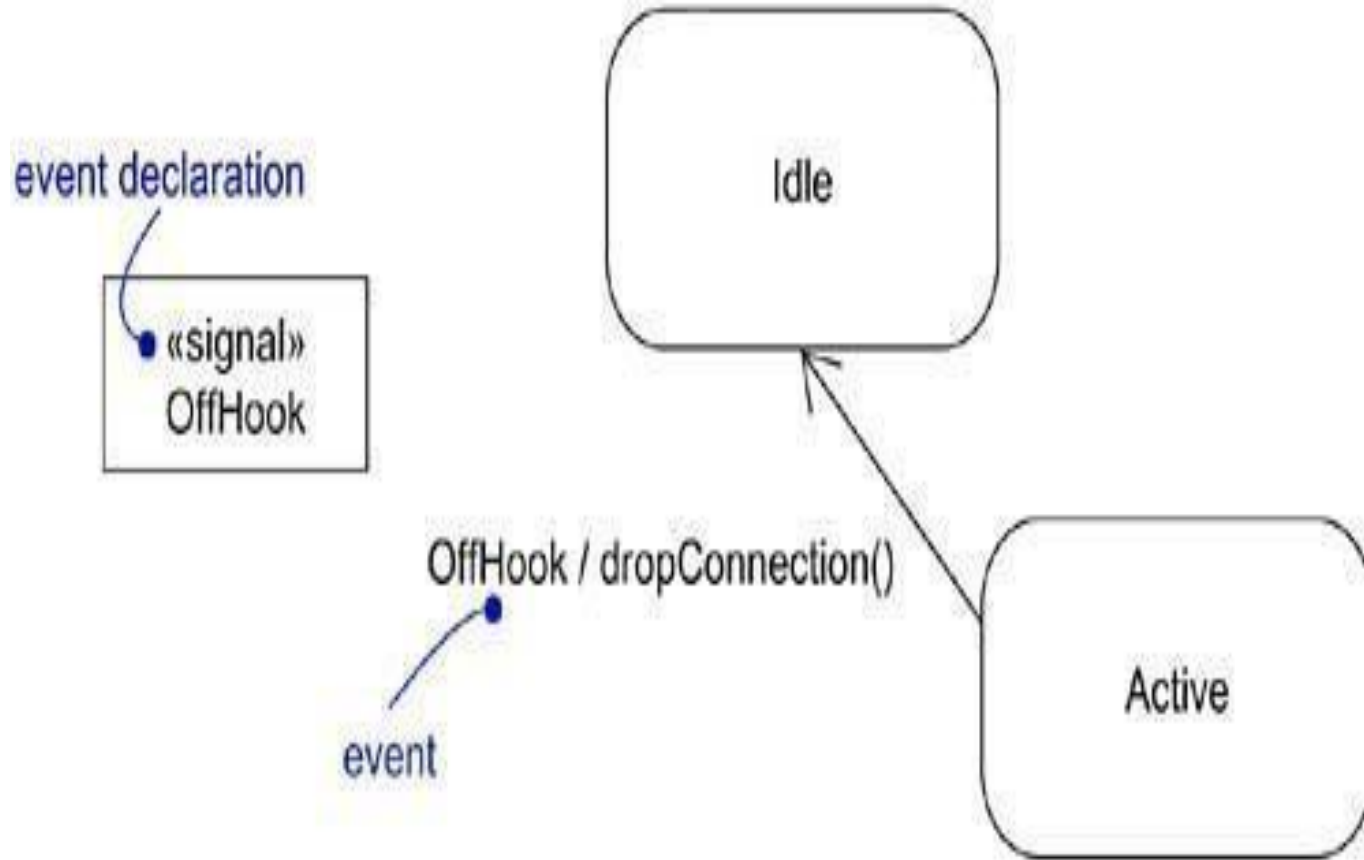 Idle
event declaration
«signal»
OffHook
OffHook / dropConnection()
Active
event